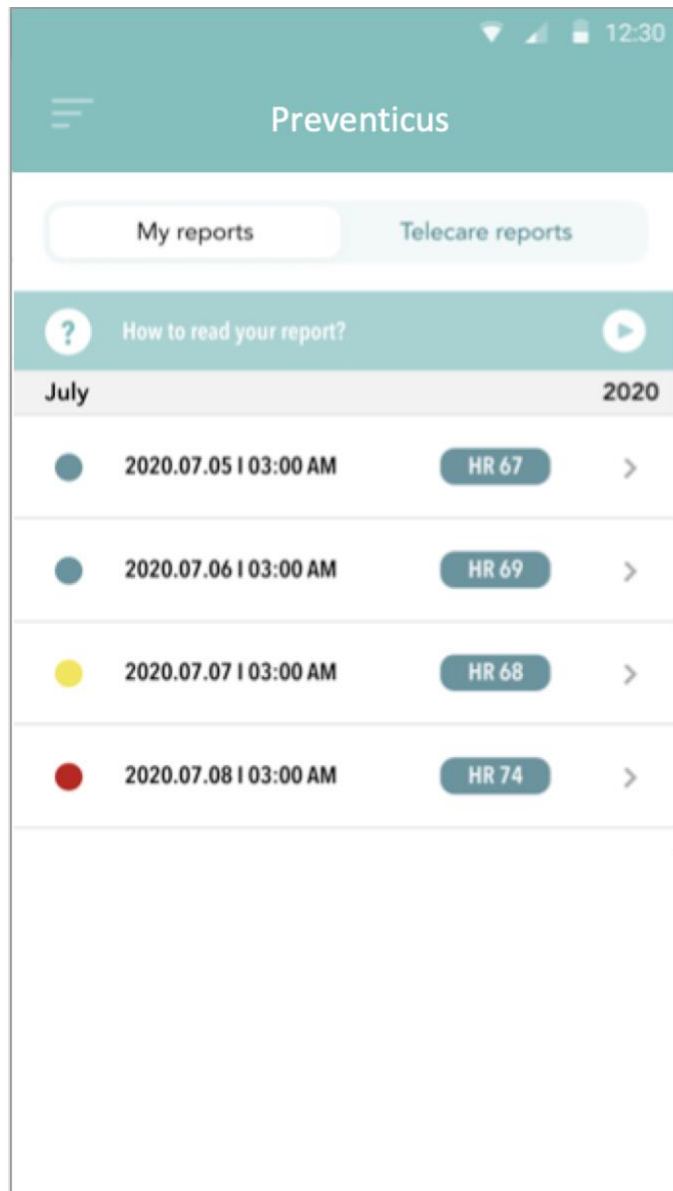 12:30
Preventicus
My reports Telecare reports
? How to read your report?
July 2020
2020.07.05 I 03:00 AM HR 67
2020.07.06 I 03:00 AM HR 69
2020.07.07 I 03:00 AM HR 68
2020.07.08 I 03:00 AM HR 74